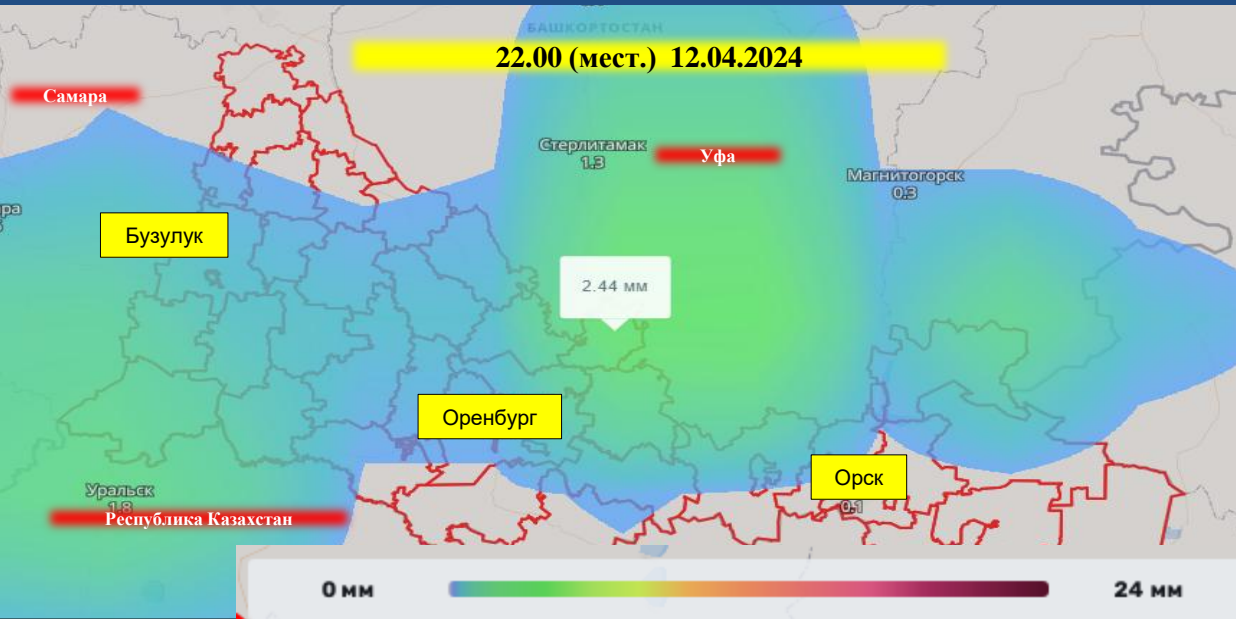 БАШКОРТОСТАН
22.00 (мест.) 12.04.2024
Самара
Стерлитамак
1.3
Уфа
Магнитогорск
0.3
ра
Бузулук
2.44 мм
Оренбург
Орск
0.1
Уральск
1.8
Республика Казахстан
0 мм
24 мм